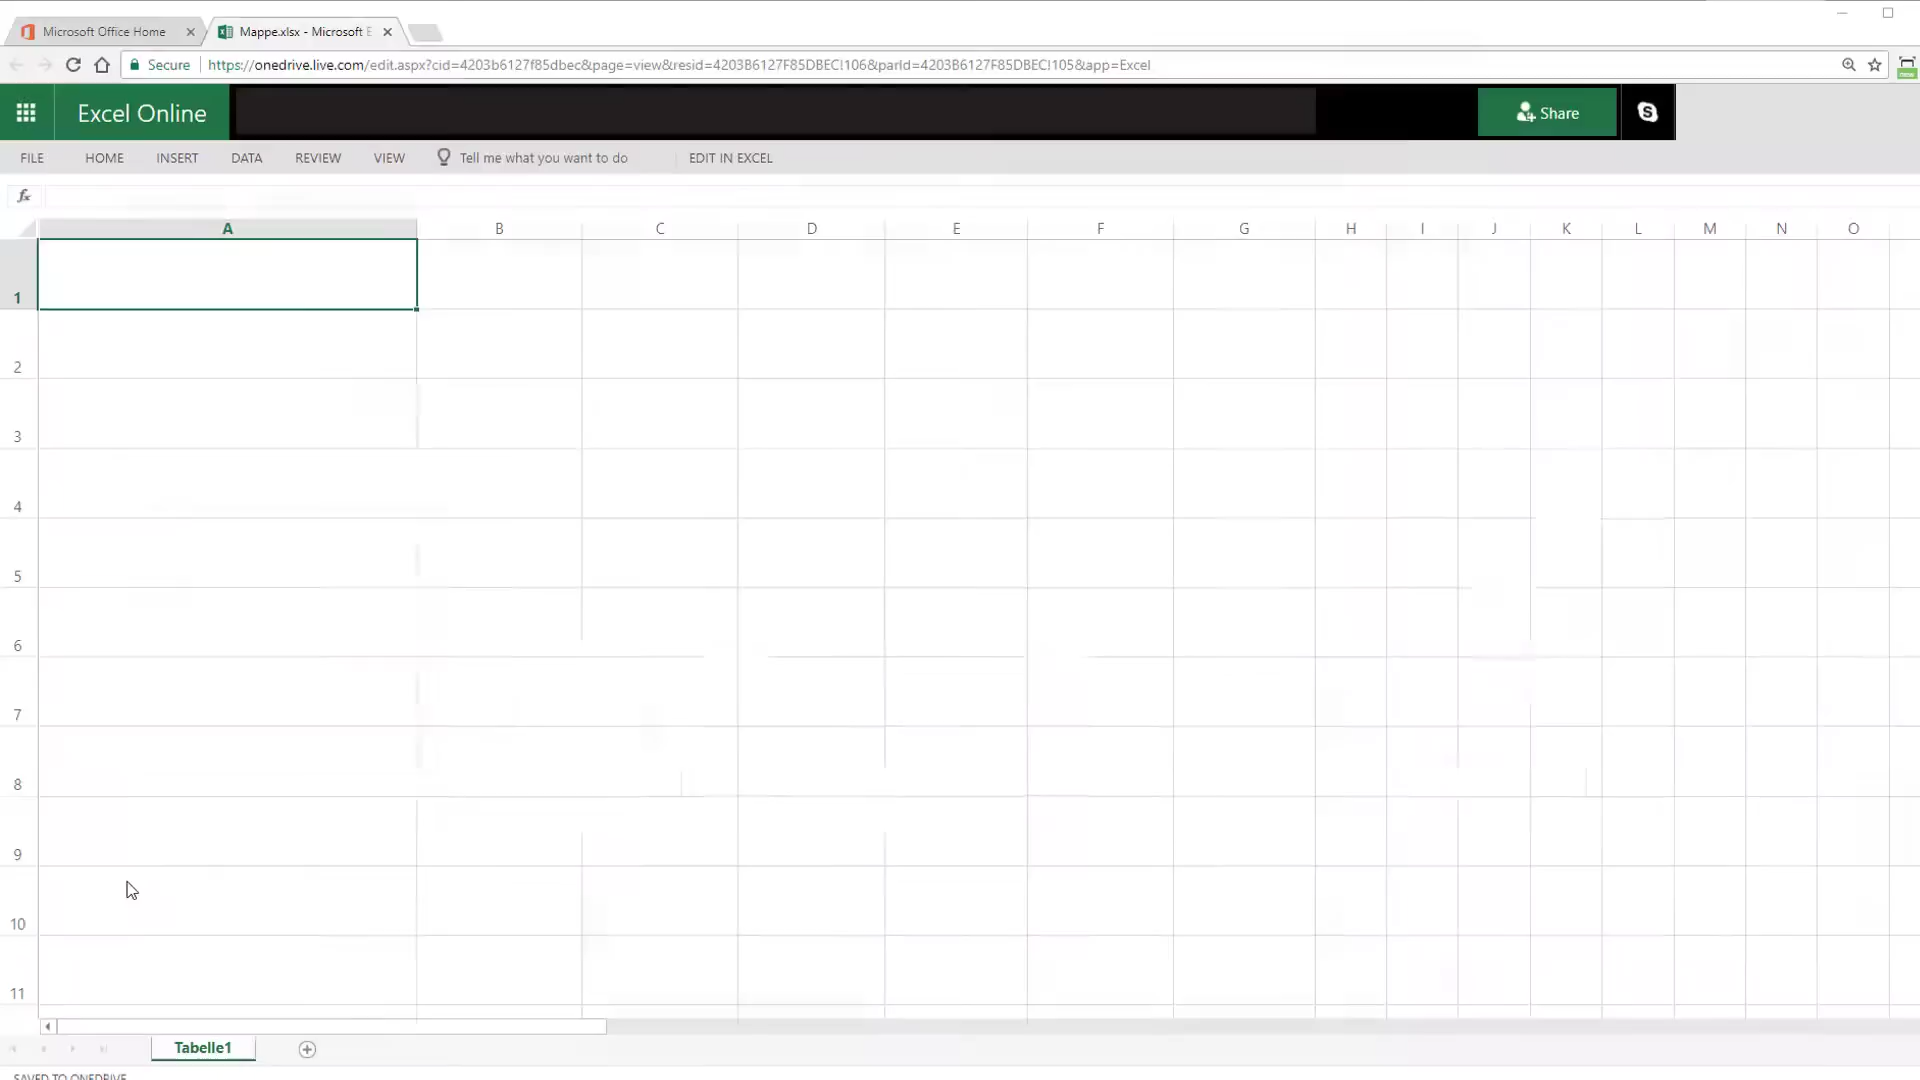 Microsoft Office Home
Mappe.xlsx - Microsoft E
Secure
https://onedrive.live.com/edit.aspx?cid=4203b6127f85dbec&page=view&resid=4203B6127F85DBEC!106&parId=4203B6127F85DBEC!105&app=Excel
new
Excel Online
Share
FILE HOME INSERT DATA REVIEW VIEW Tell me what you want to do EDIT IN EXCEL
fx
A B C D E F G H I J K L M N O
1
2
3
4
5
6
7
8
9
10
11
Tabelle1
SAVED TO ONEDRIVE